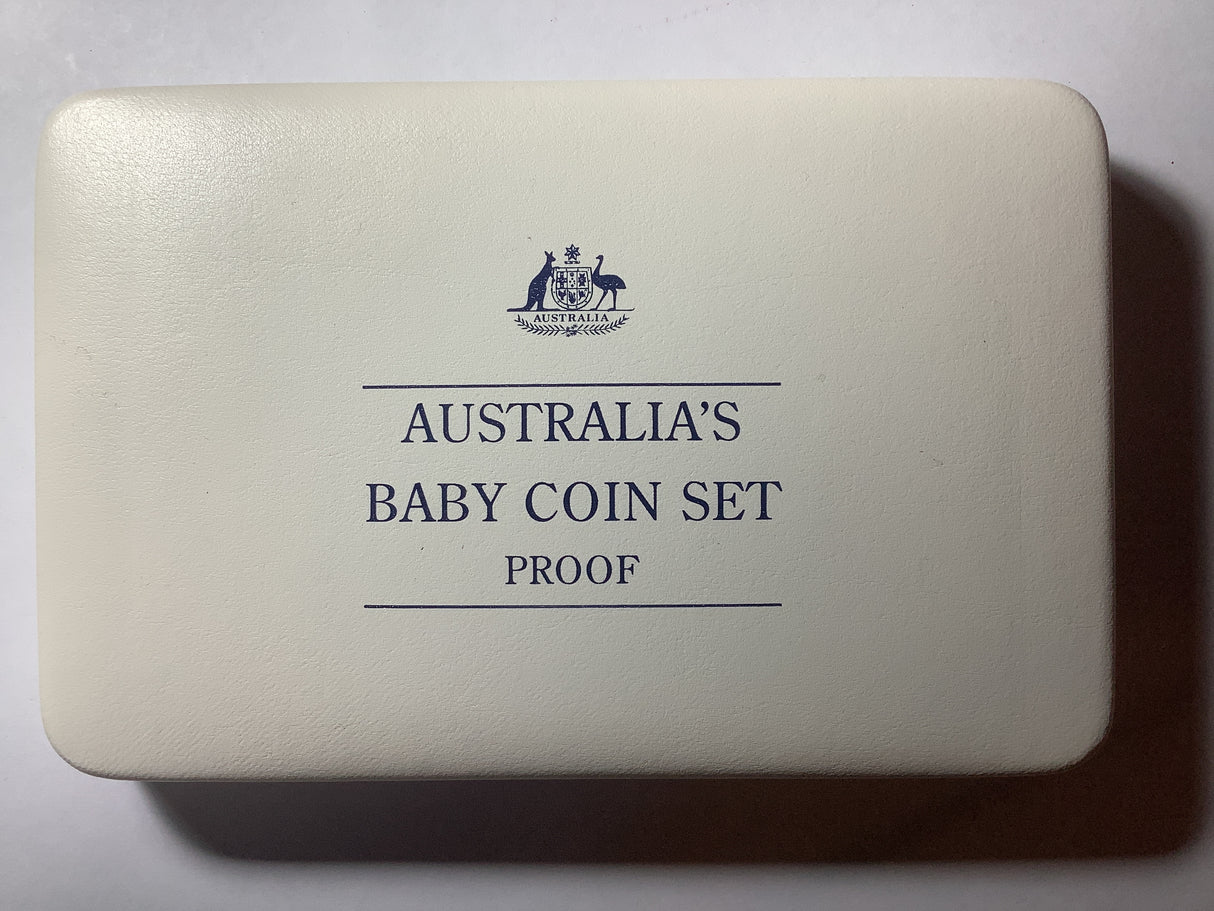 AUSTRALIA
AUSTRALIA’S
BABY COIN SET
PROOF